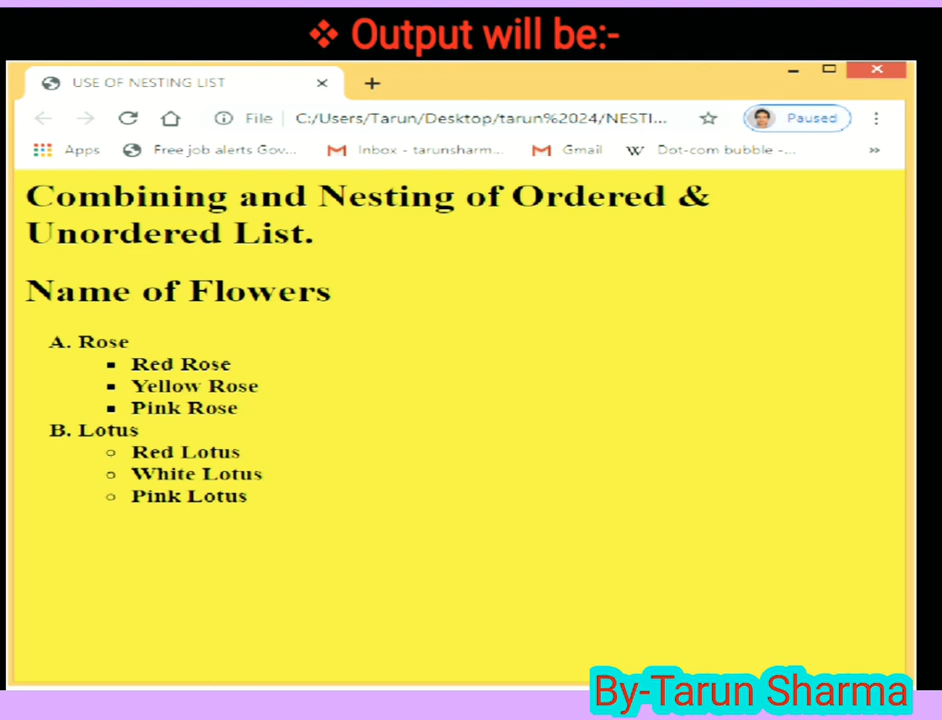 ❖ Output will be:-
USE OF NESTING LIST
File C:/Users/Tarun/Desktop/tarun%2024/NESTI... Paused
Apps Free job alerts Gov... Inbox - tarunsharm... Gmail Dot-com bubble -... »
Combining and Nesting of Ordered &
Unordered List.
Name of Flowers
A. Rose
▪ Red Rose
▪ Yellow Rose
▪ Pink Rose
B. Lotus
○ Red Lotus
○ White Lotus
○ Pink Lotus
By-Tarun Sharma